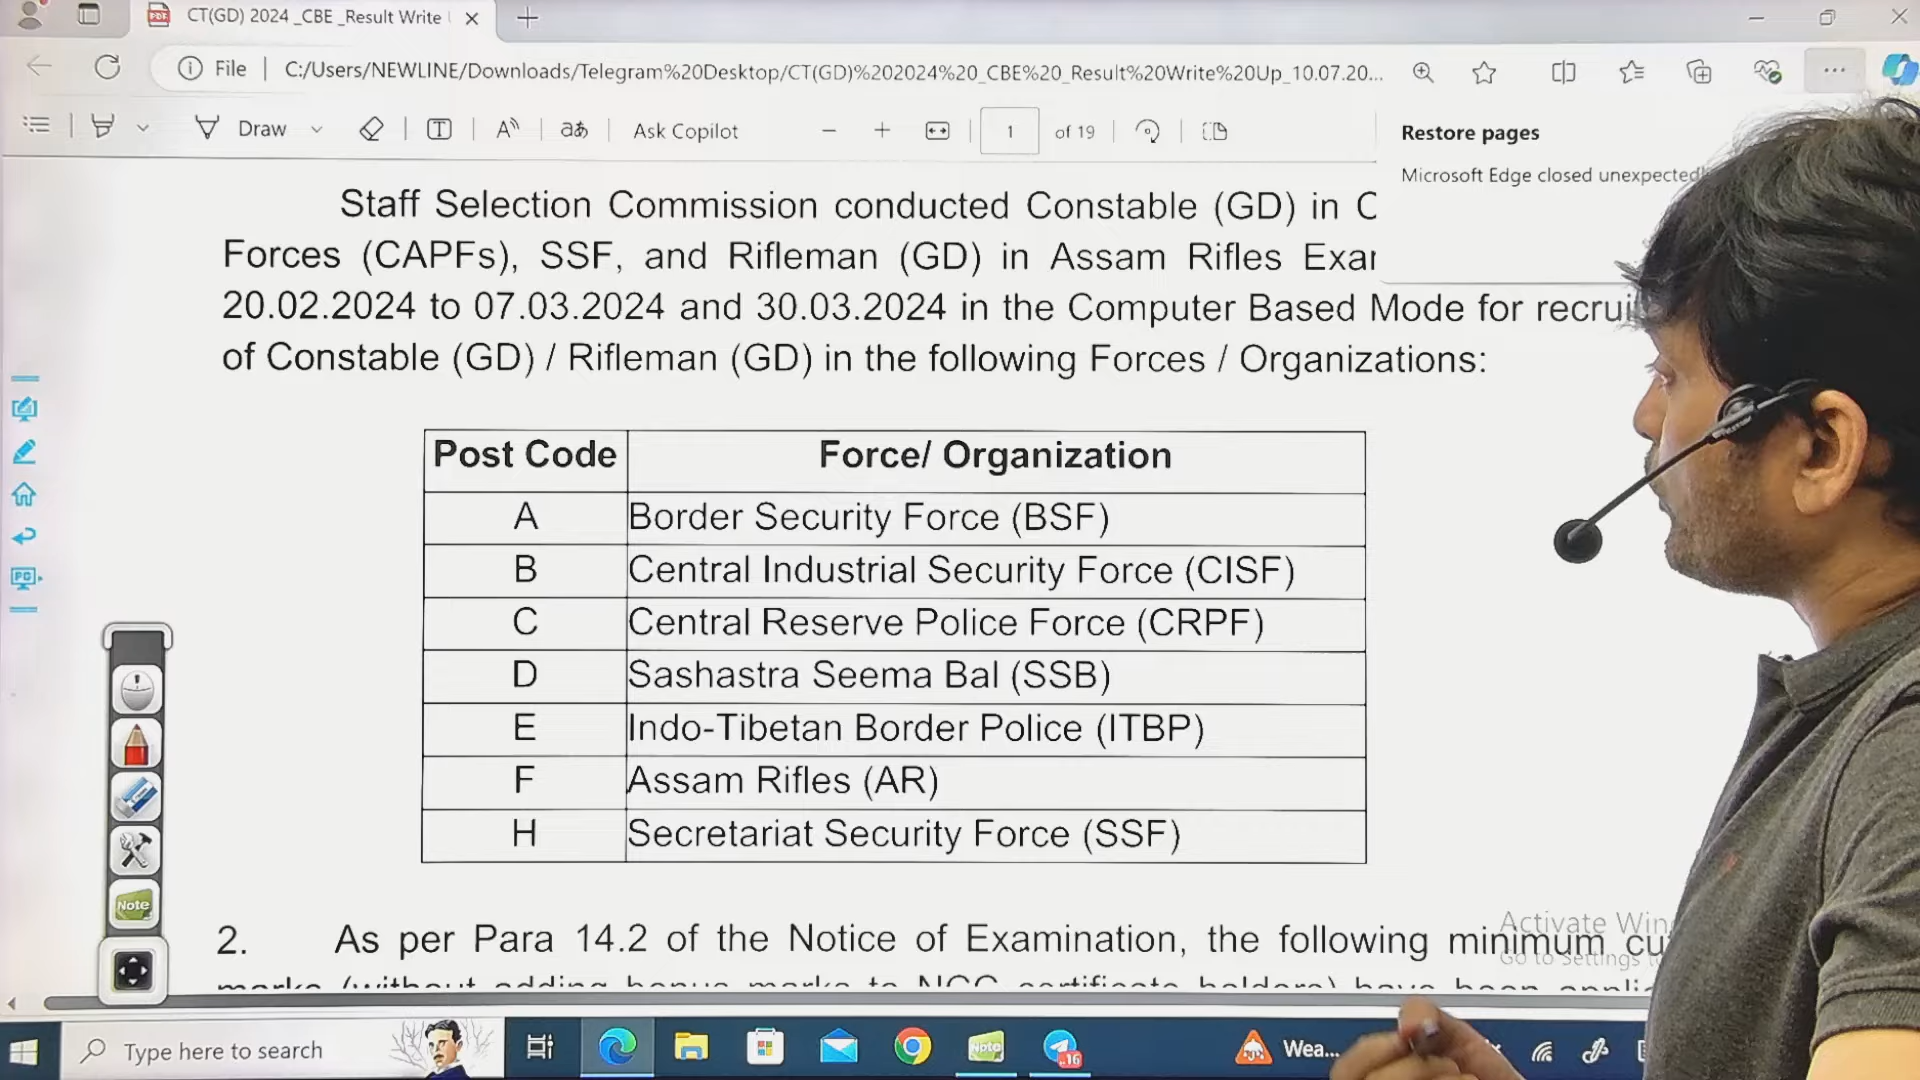 CT(GD) 2024 _CBE _Result Write
File
C:/Users/NEWLINE/Downloads/Telegram%20Desktop/CT(GD)%202024%20_CBE%20_Result%20Write%20Up_10.07.20...
Draw
Ask Copilot
1
of 19
Restore pages
Microsoft Edge closed unexpectedl
Staff Selection Commission conducted Constable (GD) in C
Forces (CAPFs), SSF, and Rifleman (GD) in Assam Rifles Exa
20.02.2024 to 07.03.2024 and 30.03.2024 in the Computer Based Mode for recrui
of Constable (GD) / Rifleman (GD) in the following Forces / Organizations:
Post Code Force/ Organization
A Border Security Force (BSF)
B Central Industrial Security Force (CISF)
C Central Reserve Police Force (CRPF)
D Sashastra Seema Bal (SSB)
E Indo-Tibetan Border Police (ITBP)
F Assam Rifles (AR)
H Secretariat Security Force (SSF)
Note
2. As per Para 14.2 of the Notice of Examination, the following minimum cu
Activate Win
Go to Settings t
Type here to search
Note
16
Wea...